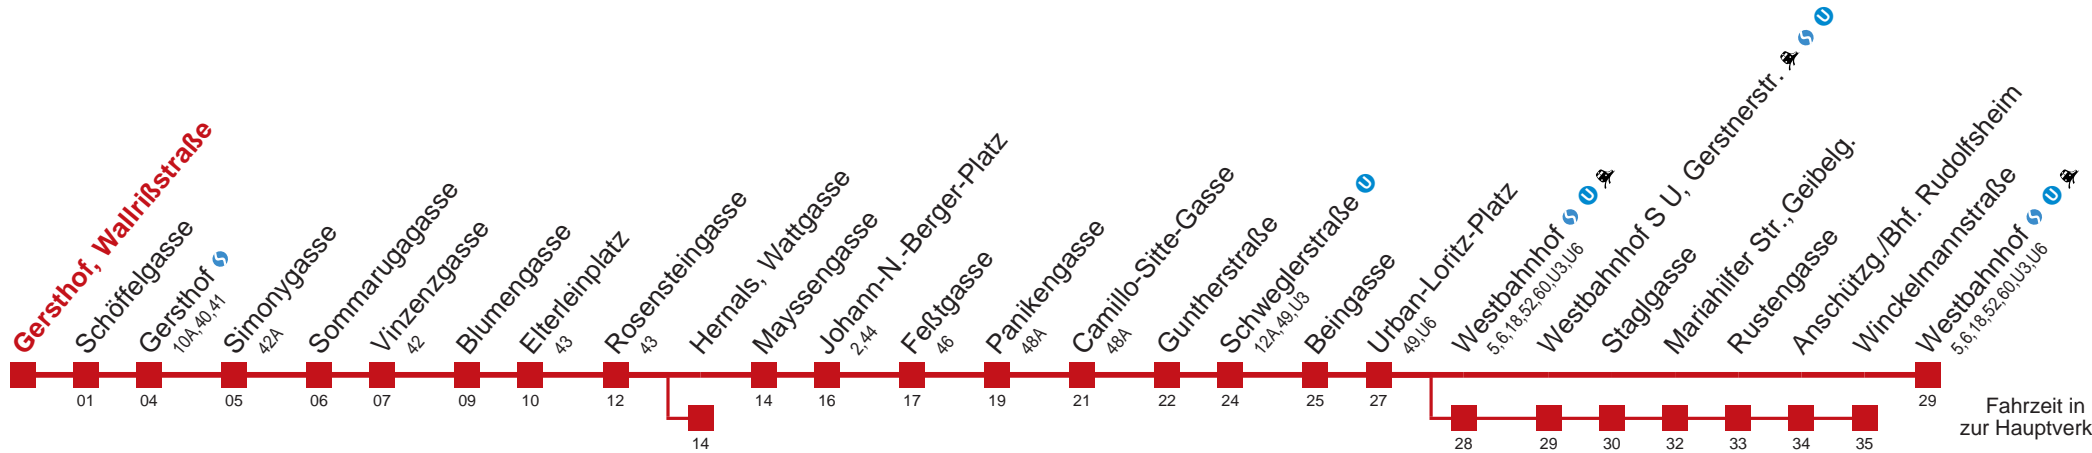 Gersthof, Wallrißstraße
Schöffelgasse
01
Gersthof
10A,40,41
04
Simonygasse
42A
05
Sommarugagasse
06
Vinzenzgasse
42
07
Blumengasse
09
Elterleinplatz
43
10
Rosensteingasse
43
12
Hernals, Wattgasse
14
Mayssengasse
14
Johann-N.-Berger-Platz
2,44
16
Feßtgasse
46
17
Panikengasse
48A
19
Camillo-Sitte-Gasse
48A
21
Guntherstraße
22
Schweglerstraße U
12A,49,U3
24
Beingasse
25
Urban-Loritz-Platz
49,U6
27
Westbahnhof S U
5,6,18,52,60,U3,U6
28
Westbahnhof S U, Gerstnerstr. S U
29
Staglgasse
30
Mariahilfer Str.,Geibelg.
32
Rustengasse
33
Anschützg./Bhf. Rudolfsheim
34
Winckelmannstraße
35
Westbahnhof S U
5,6,18,52,60,U3,U6
29
Fahrzeit in
zur Hauptverk